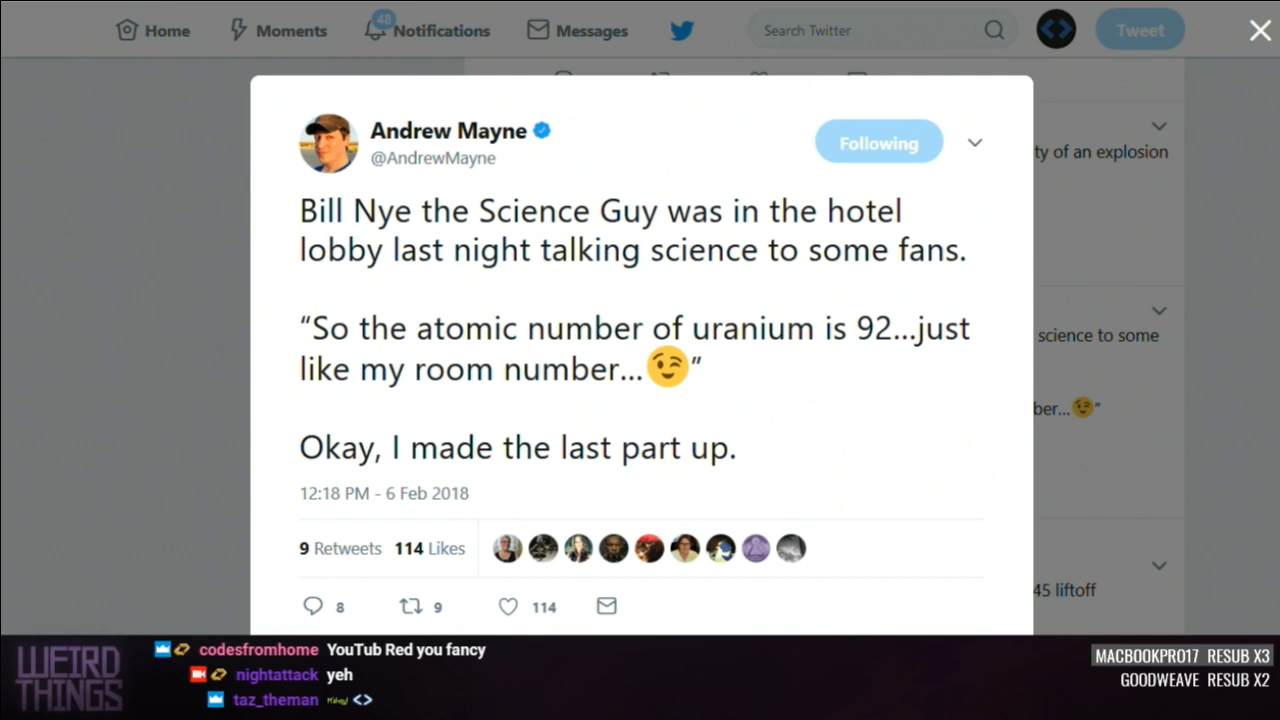 Home Moments 48 Notifications Messages Search Twitter Tweet
Andrew Mayne
@AndrewMayne
Following
Bill Nye the Science Guy was in the hotel
lobby last night talking science to some fans.
“So the atomic number of uranium is 92...just
like my room number...😉”
Okay, I made the last part up.
12:18 PM - 6 Feb 2018
9 Retweets 114 Likes
8 9 114
ty of an explosion
science to some
ber...😉”
45 liftoff
WEIRD
THINGS
codesfromhome YouTub Red you fancy
nightattack yeh
taz_theman
MACBOOKPRO17 RESUB X3
GOODWEAVE RESUB X2